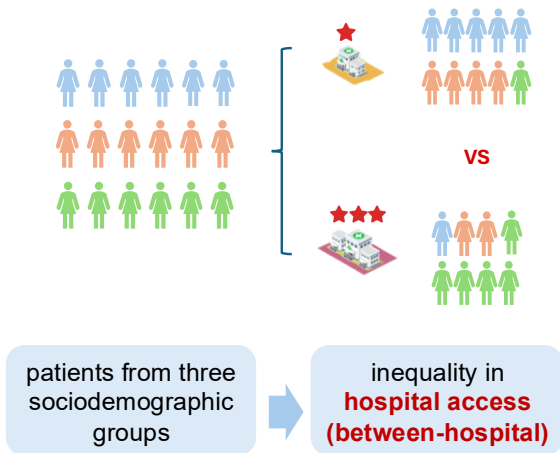 VS
patients from three
sociodemographic
groups
inequality in
hospital access
(between-hospital)